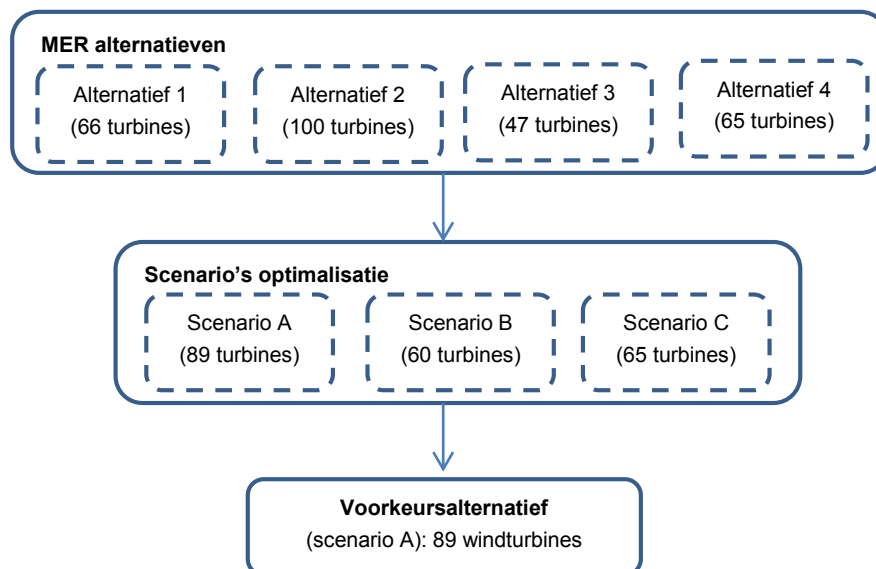 MER alternatieven
Alternatief 1
(66 turbines)
Alternatief 2
(100 turbines)
Alternatief 3
(47 turbines)
Alternatief 4
(65 turbines)
Scenario's optimalisatie
Scenario A
(89 turbines)
Scenario B
(60 turbines)
Scenario C
(65 turbines)
Voorkeursalternatief
(scenario A): 89 windturbines